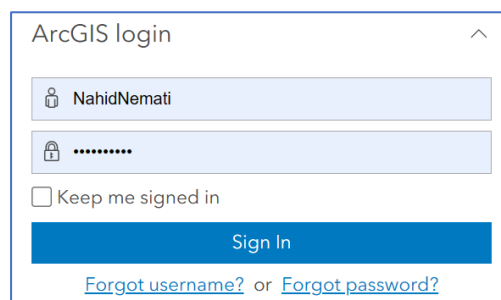 ArcGIS login
NahidNemati
••••••••••
Keep me signed in
Sign In
Forgot username? or Forgot password?